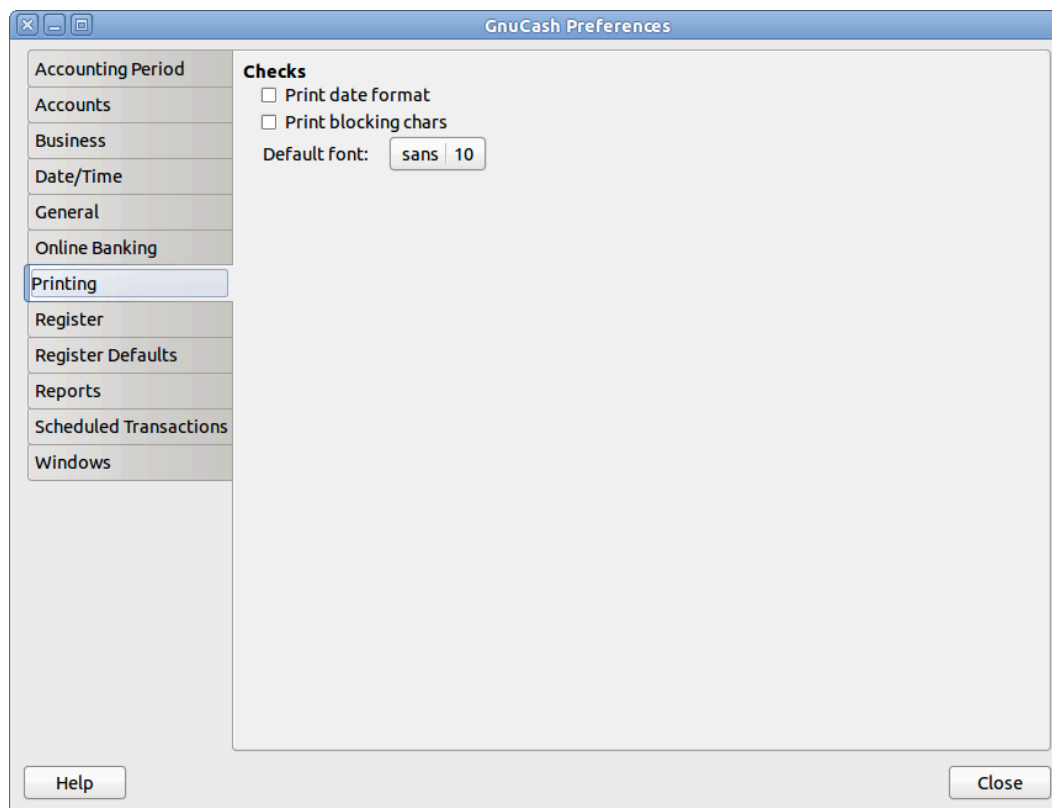 GnuCash Preferences
Accounting Period
Accounts
Business
Date/Time
General
Online Banking
Printing
Register
Register Defaults
Reports
Scheduled Transactions
Windows
Checks
Print date format
Print blocking chars
Default font: sans 10
Help
Close